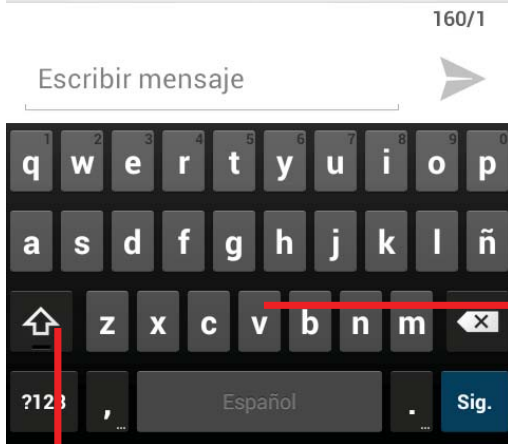 160/1
Escribir mensaje
1 2 3 4 5 6 7 8 9 0
q w e r t y u i o p
a s d f g h j k l ñ
z x c v b n m
?123 , ... Español . ... Sig.